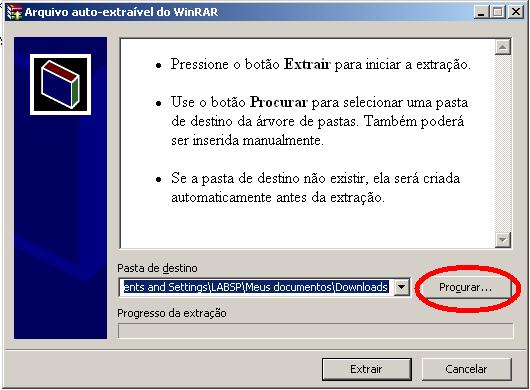 Arquivo auto-extraível do WinRAR
• Pressione o botão Extrair para iniciar a extração.
• Use o botão Procurar para selecionar uma pasta
de destino da árvore de pastas. Também poderá
ser inserida manualmente.
• Se a pasta de destino não existir, ela será criada
automaticamente antes da extração.
Pasta de destino
ents and Settings\LABSP\Meus documentos\Downloads
Procurar...
Progresso da extração
Extrair
Cancelar